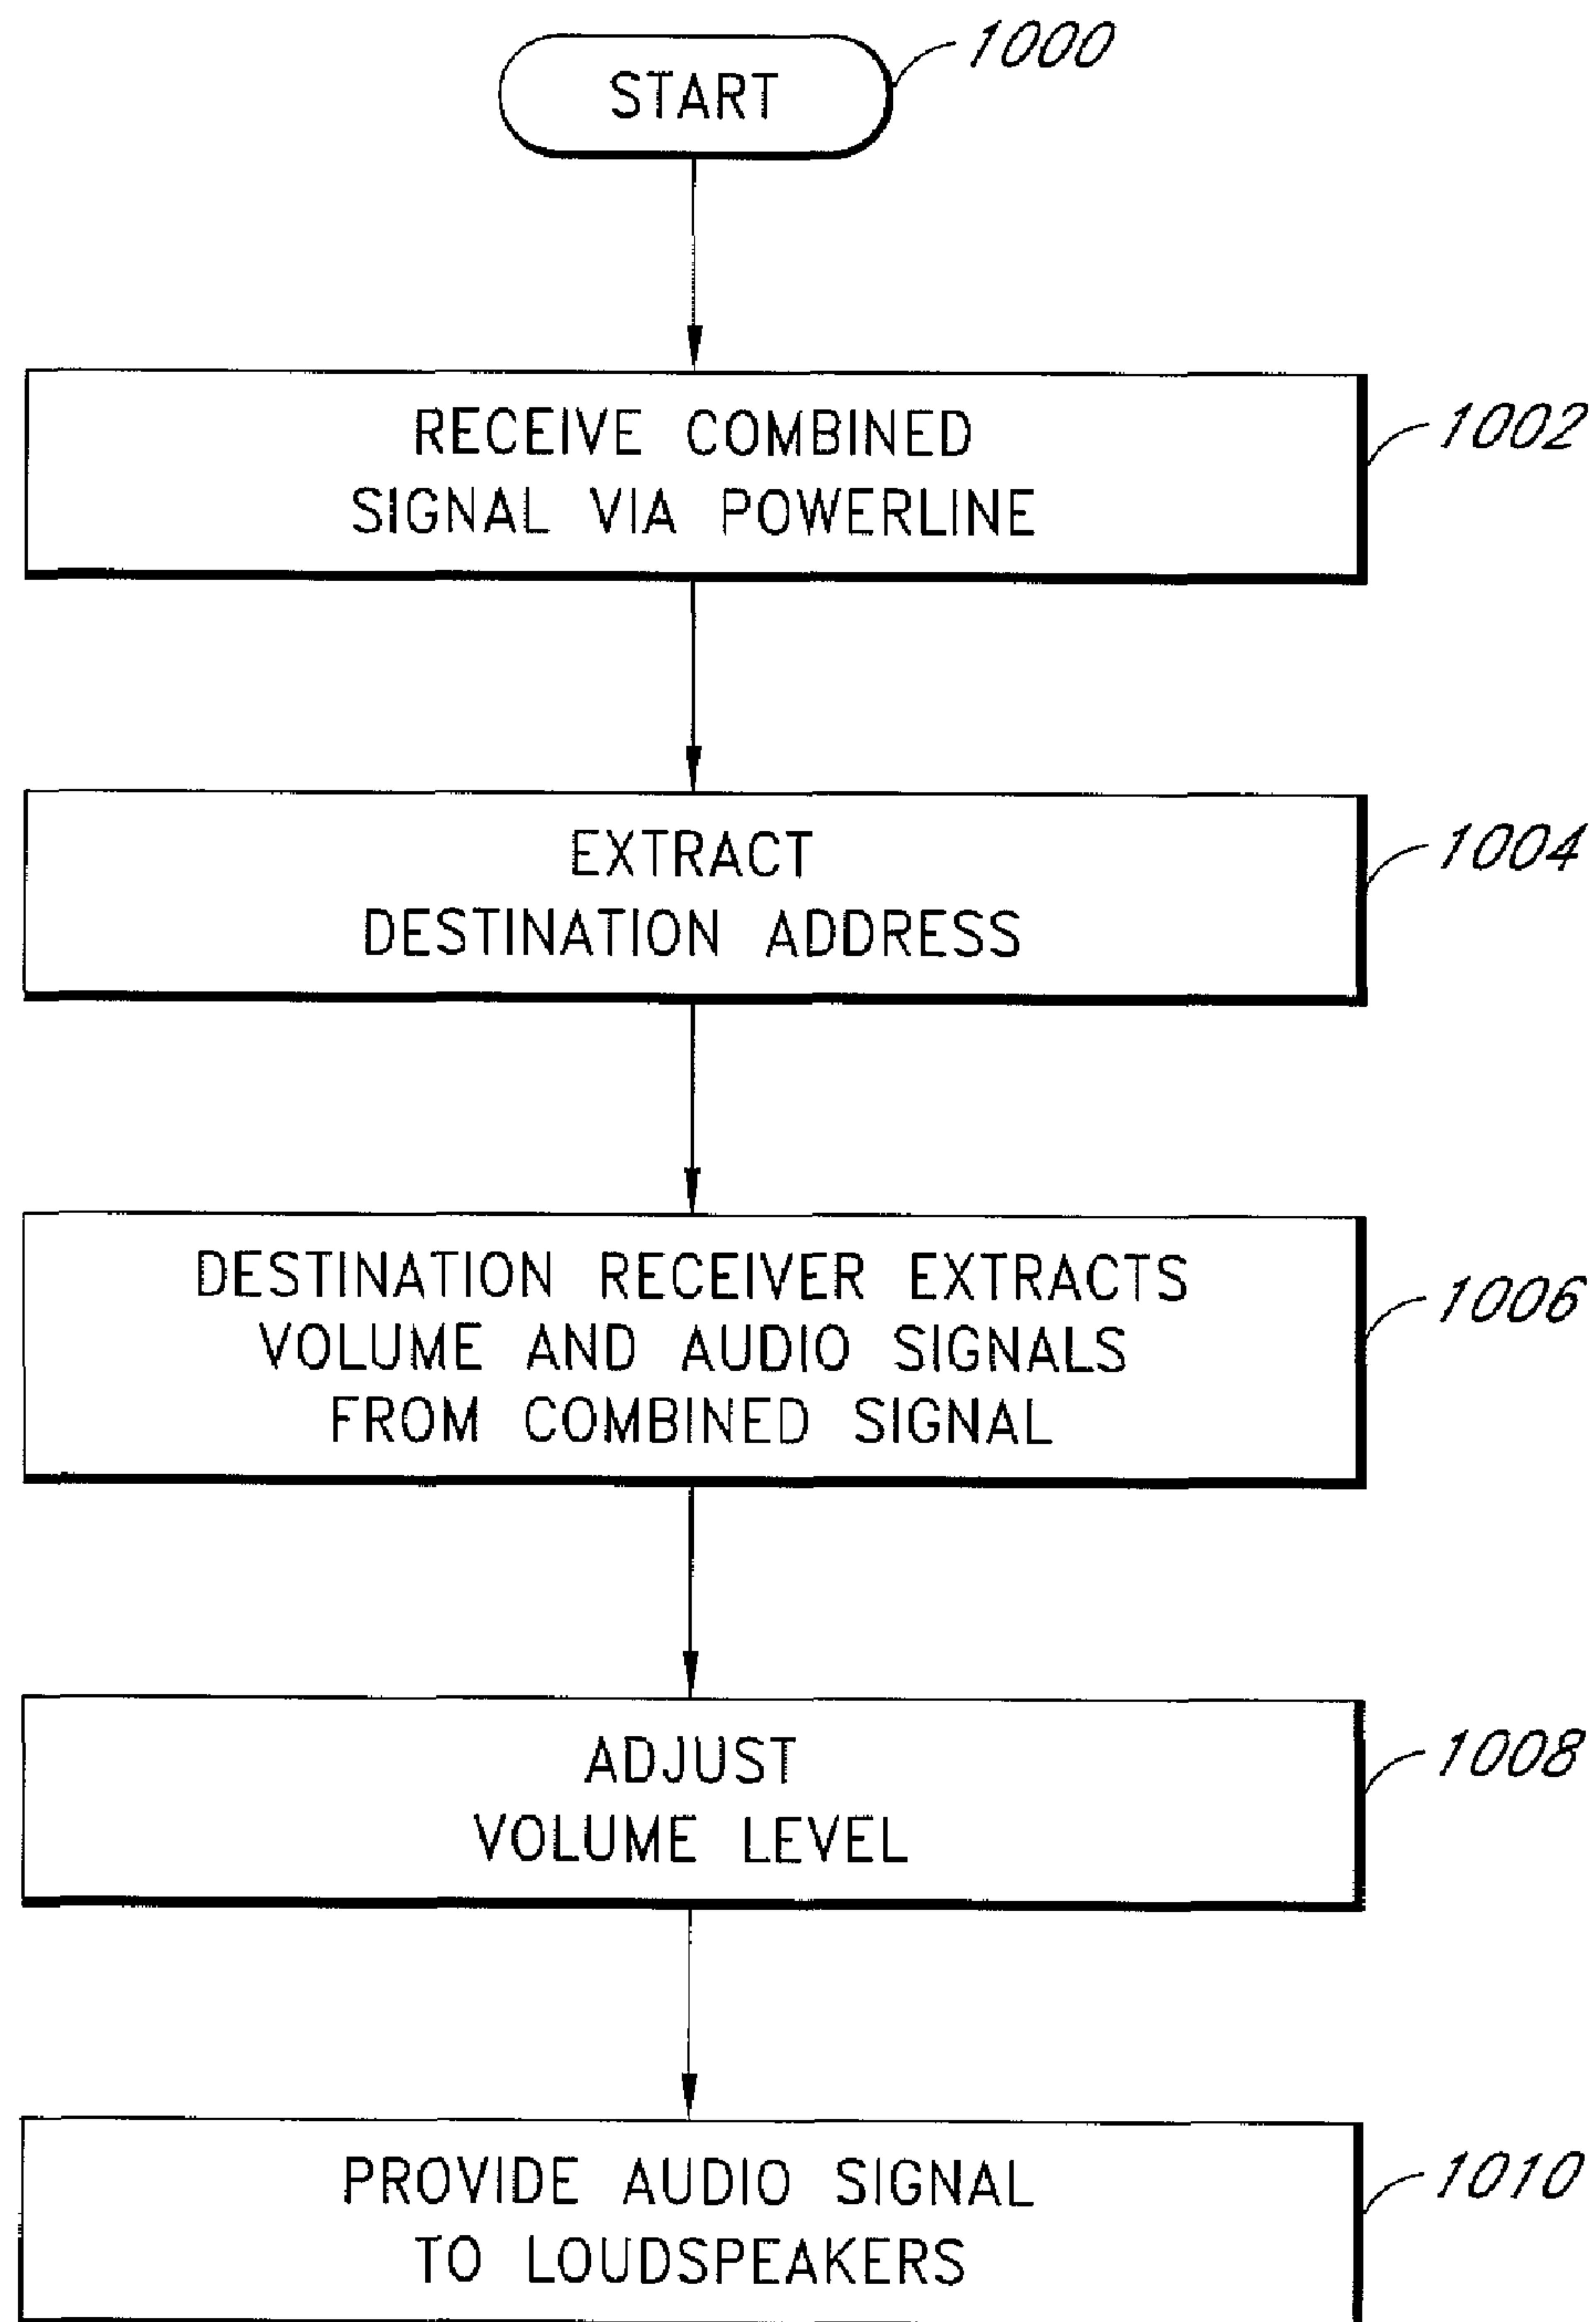 START
1000
RECEIVE COMBINED
SIGNAL VIA POWERLINE
1002
EXTRACT
DESTINATION ADDRESS
1004
DESTINATION RECEIVER EXTRACTS
VOLUME AND AUDIO SIGNALS
FROM COMBINED SIGNAL
1006
ADJUST
VOLUME LEVEL
1008
PROVIDE AUDIO SIGNAL
TO LOUDSPEAKERS
1010